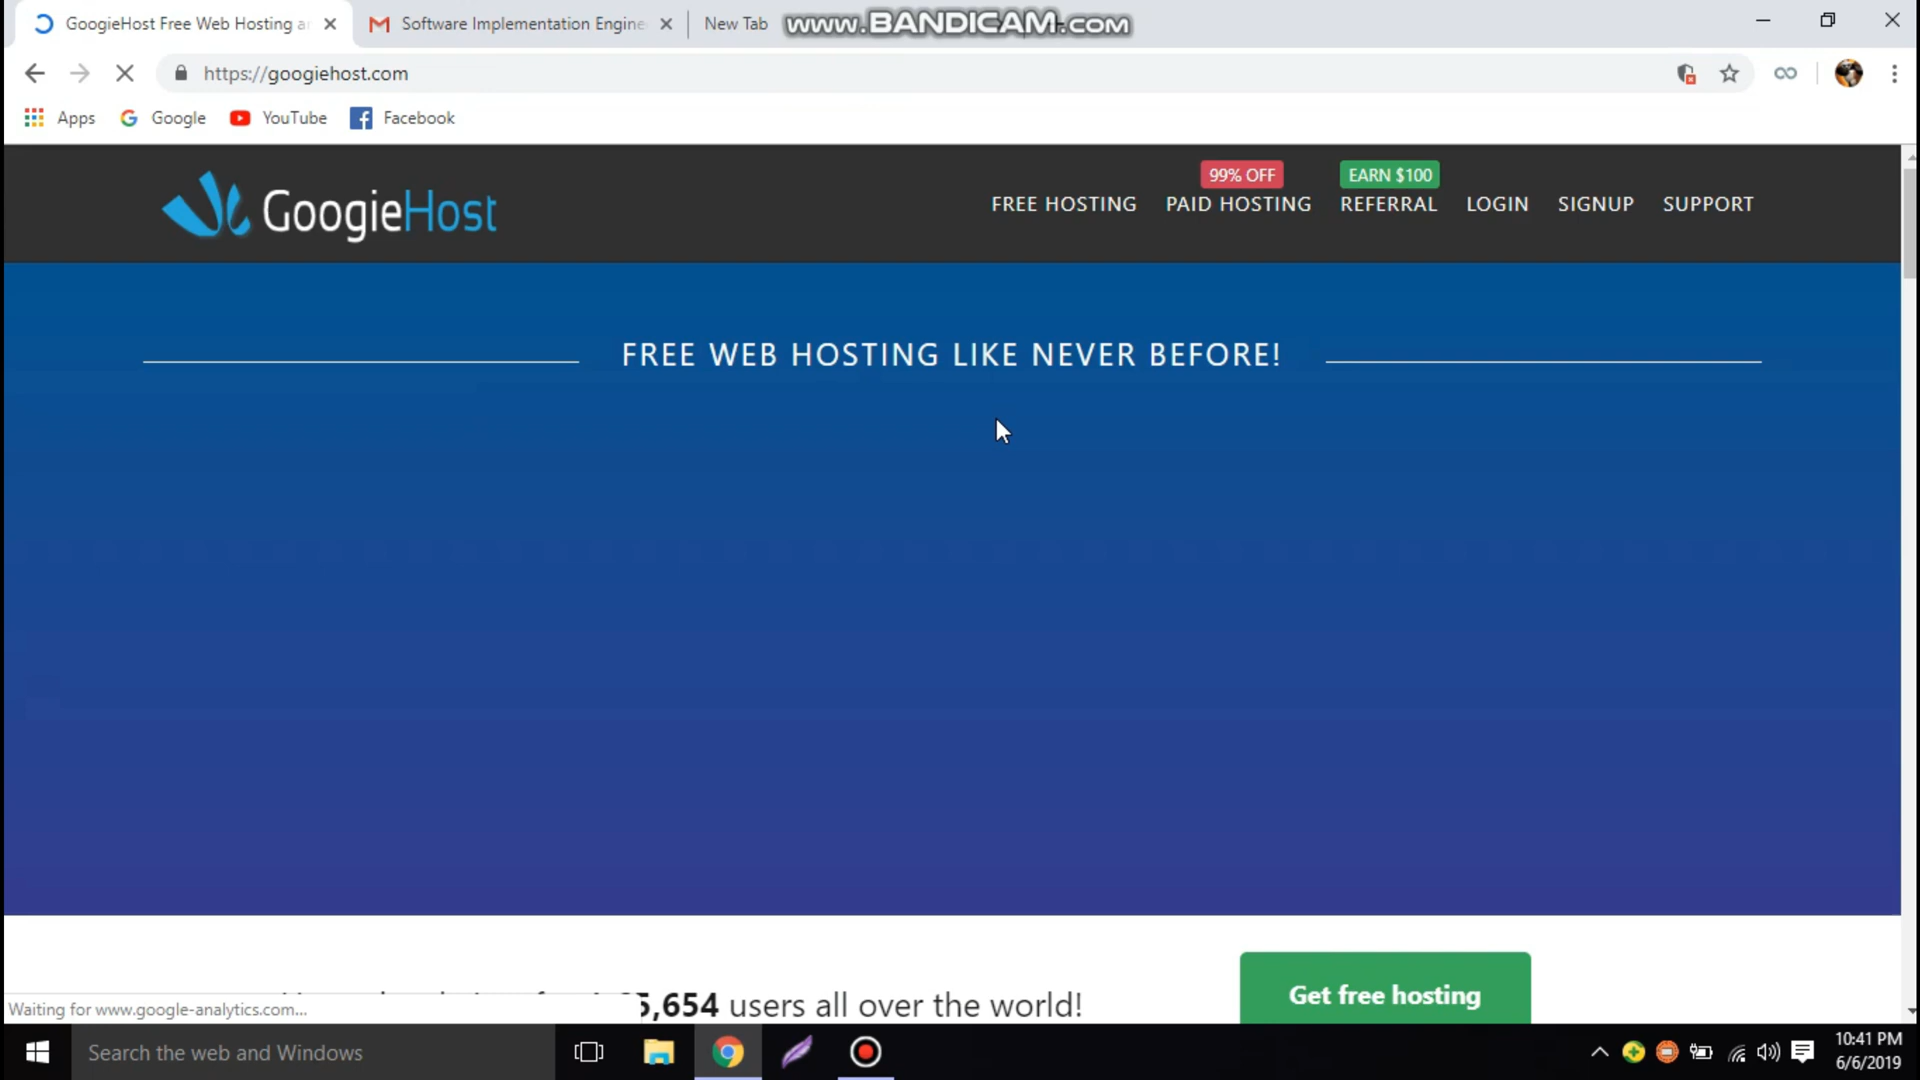 GoogieHost Free Web Hosting ar
Software Implementation Engine
New Tab
www.BANDICAM.com
https://googiehost.com
Apps
Google
YouTube
Facebook
GoogieHost
99% OFF
EARN $100
FREE HOSTING
PAID HOSTING
REFERRAL
LOGIN
SIGNUP
SUPPORT
FREE WEB HOSTING LIKE NEVER BEFORE!
5,654 users all over the world!
Get free hosting
Waiting for www.google-analytics.com...
Search the web and Windows
10:41 PM
6/6/2019